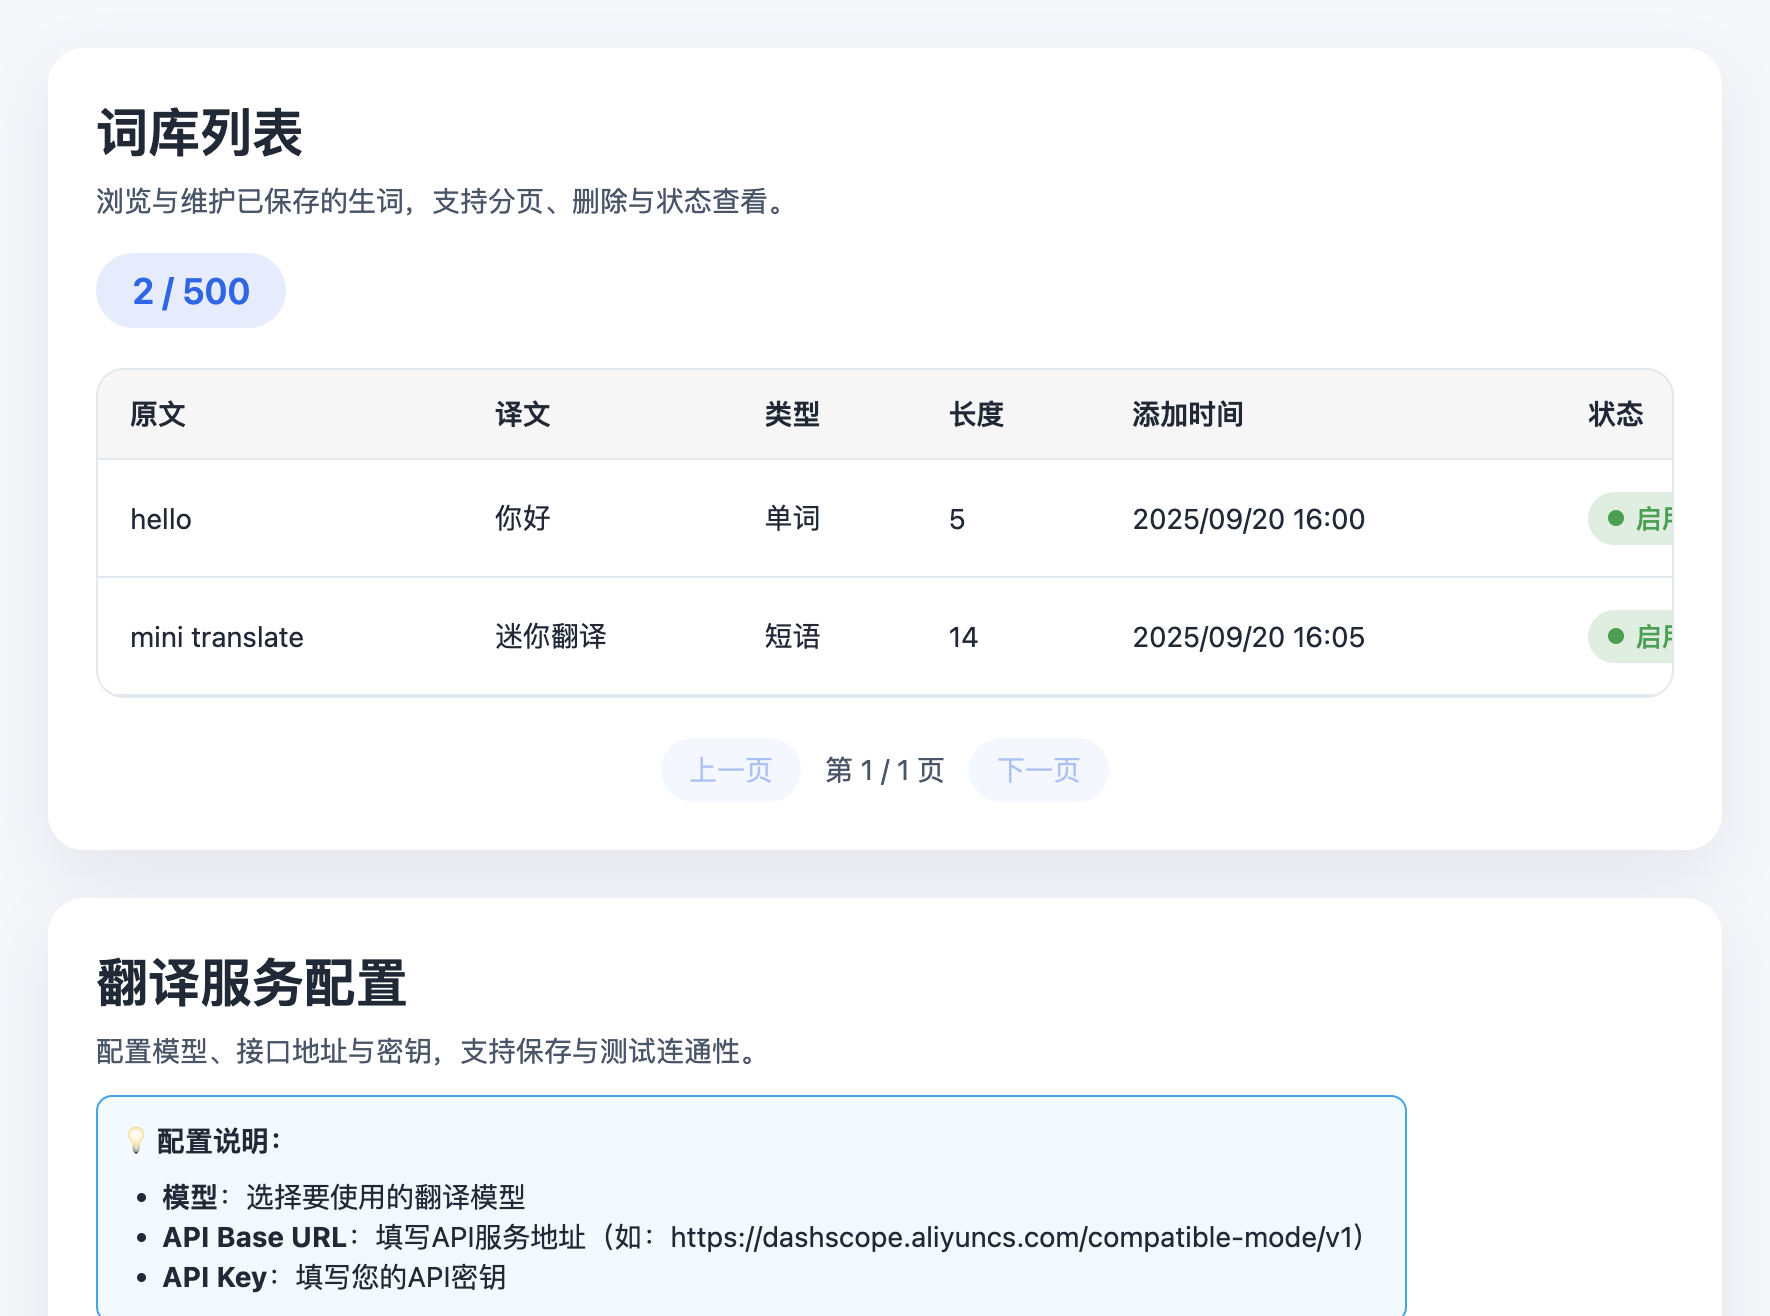 词库列表
浏览与维护已保存的生词，支持分页、删除与状态查看。
2 / 500
原文 译文 类型 长度 添加时间 状态
hello 你好 单词 5 2025/09/20 16:00 启
mini translate 迷你翻译 短语 14 2025/09/20 16:05 启
上一页 第 1 / 1 页 下一页
翻译服务配置
配置模型、接口地址与密钥，支持保存与测试连通性。
💡 配置说明：
• 模型：选择要使用的翻译模型
• API Base URL：填写API服务地址（如：https://dashscope.aliyuncs.com/compatible-mode/v1）
• API Key：填写您的API密钥